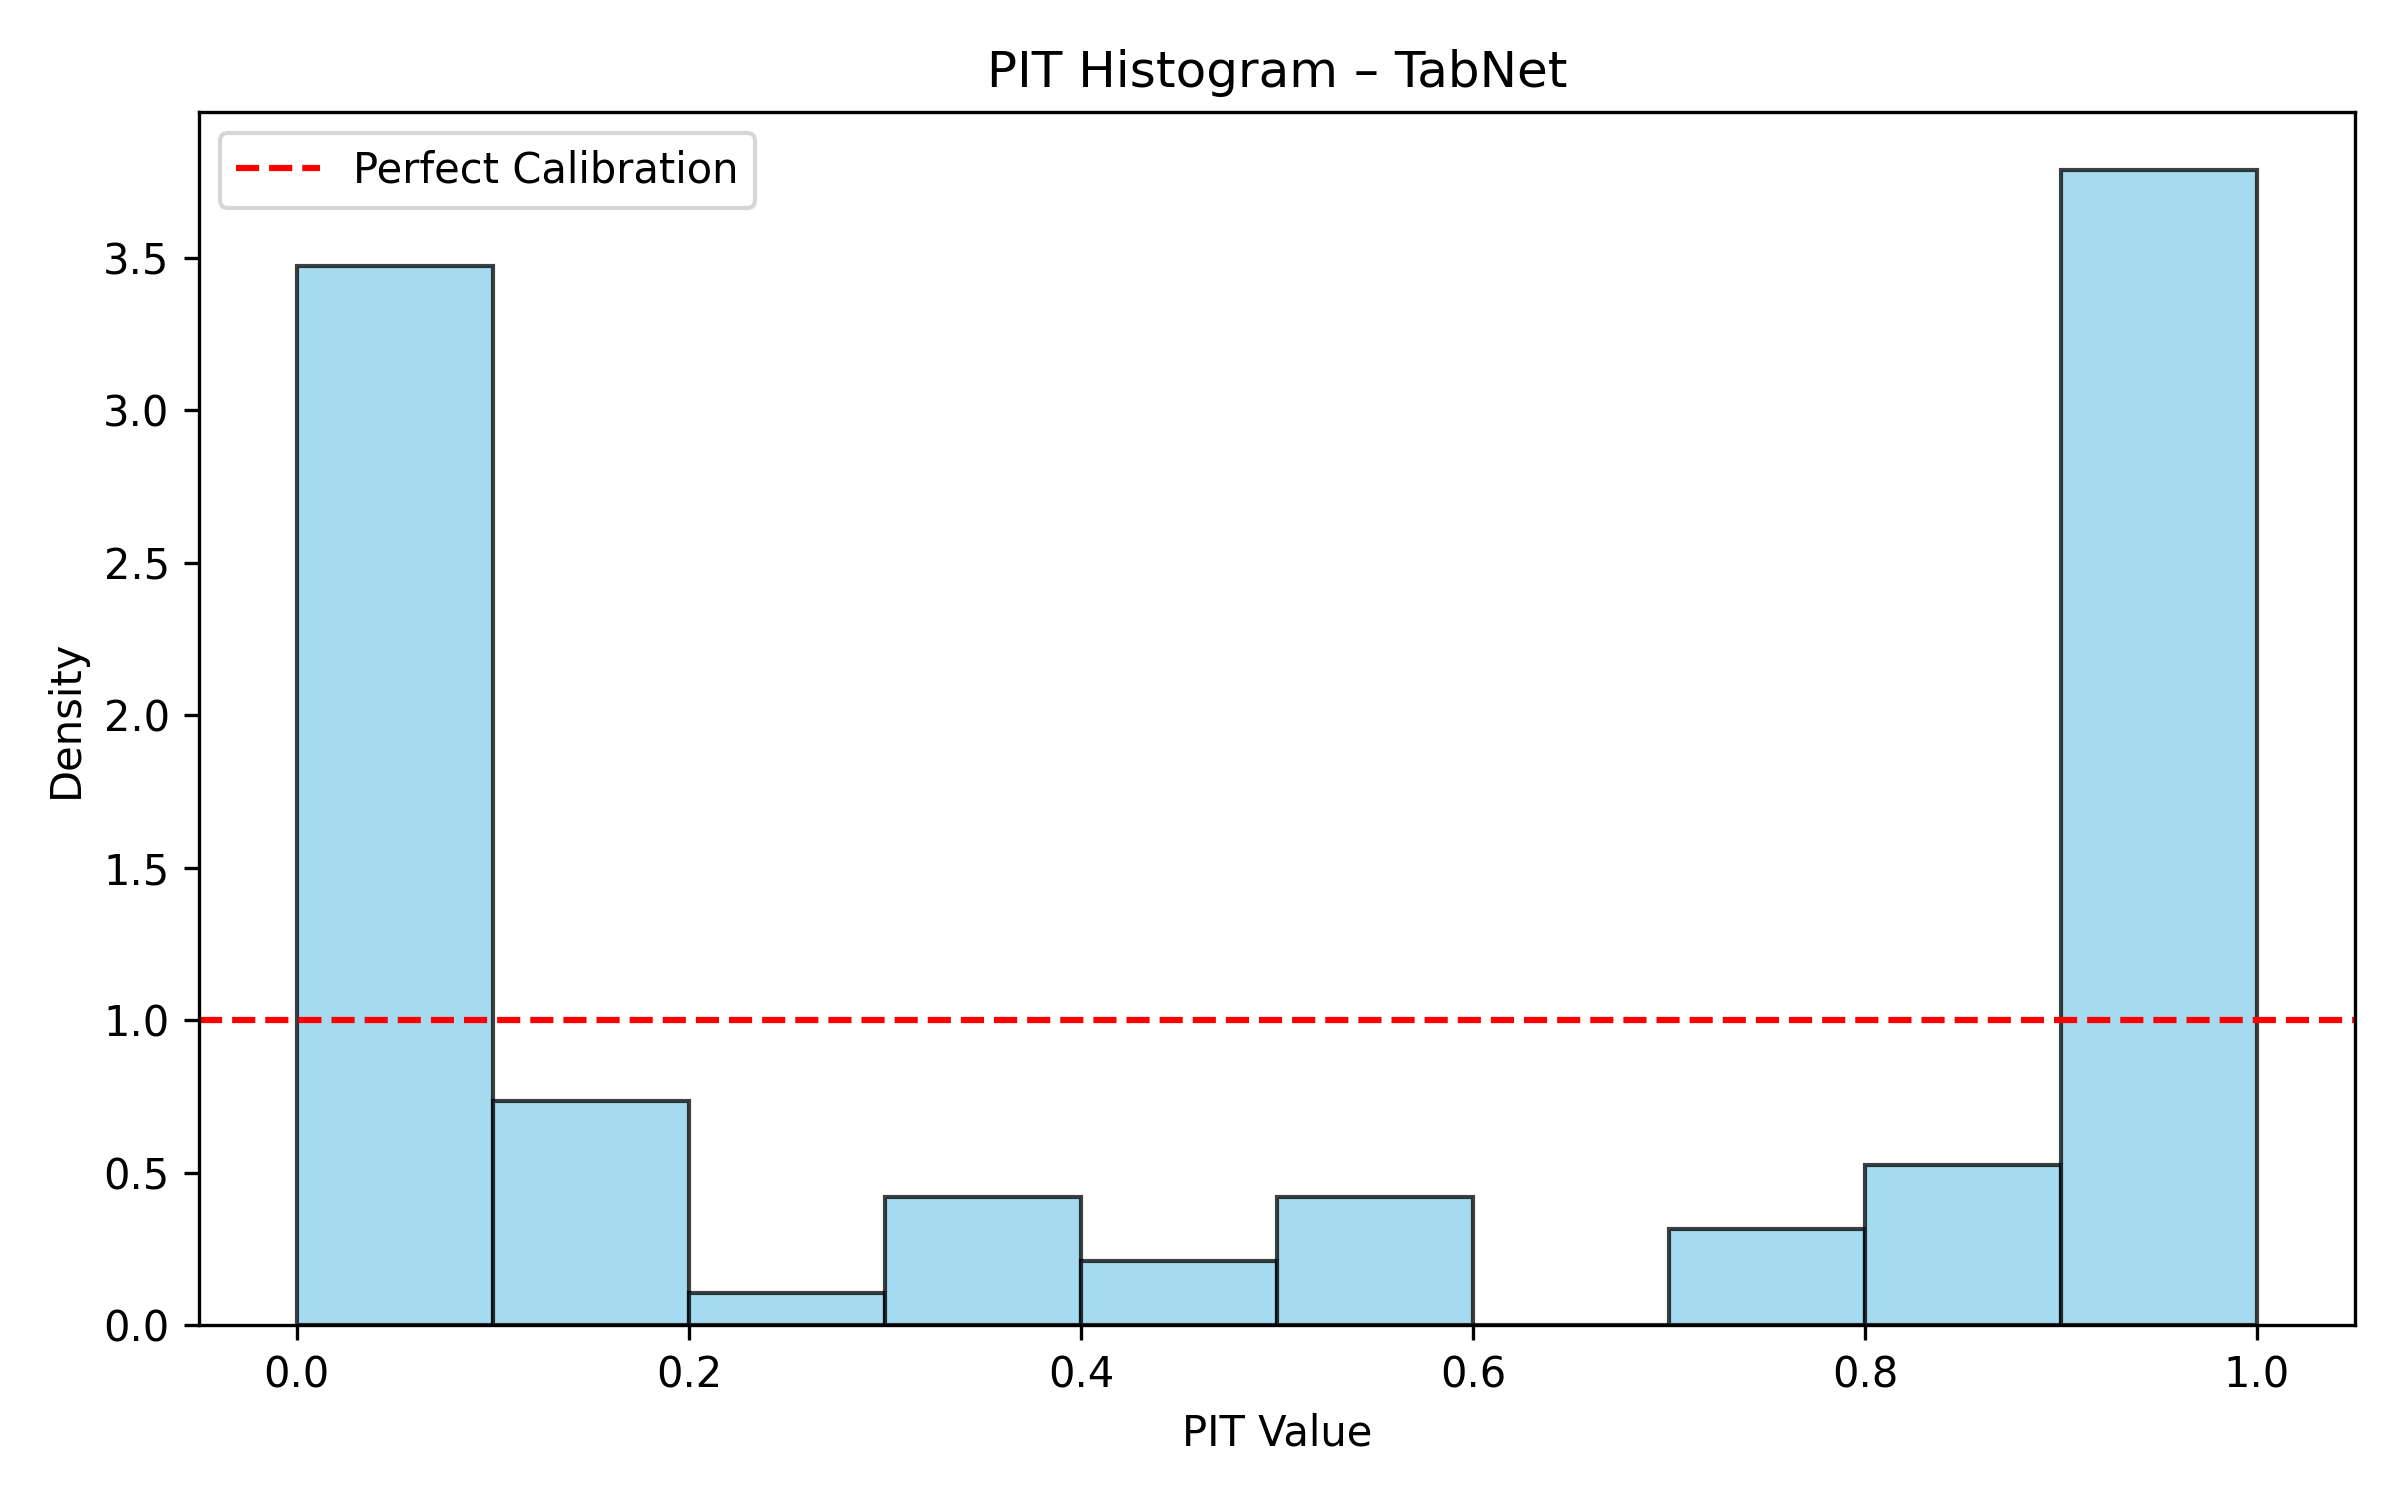 PIT Histogram – TabNet
Perfect Calibration
Density
3.5
3.0
2.5
2.0
1.5
1.0
0.5
0.0
0.0 0.2 0.4 0.6 0.8 1.0
PIT Value